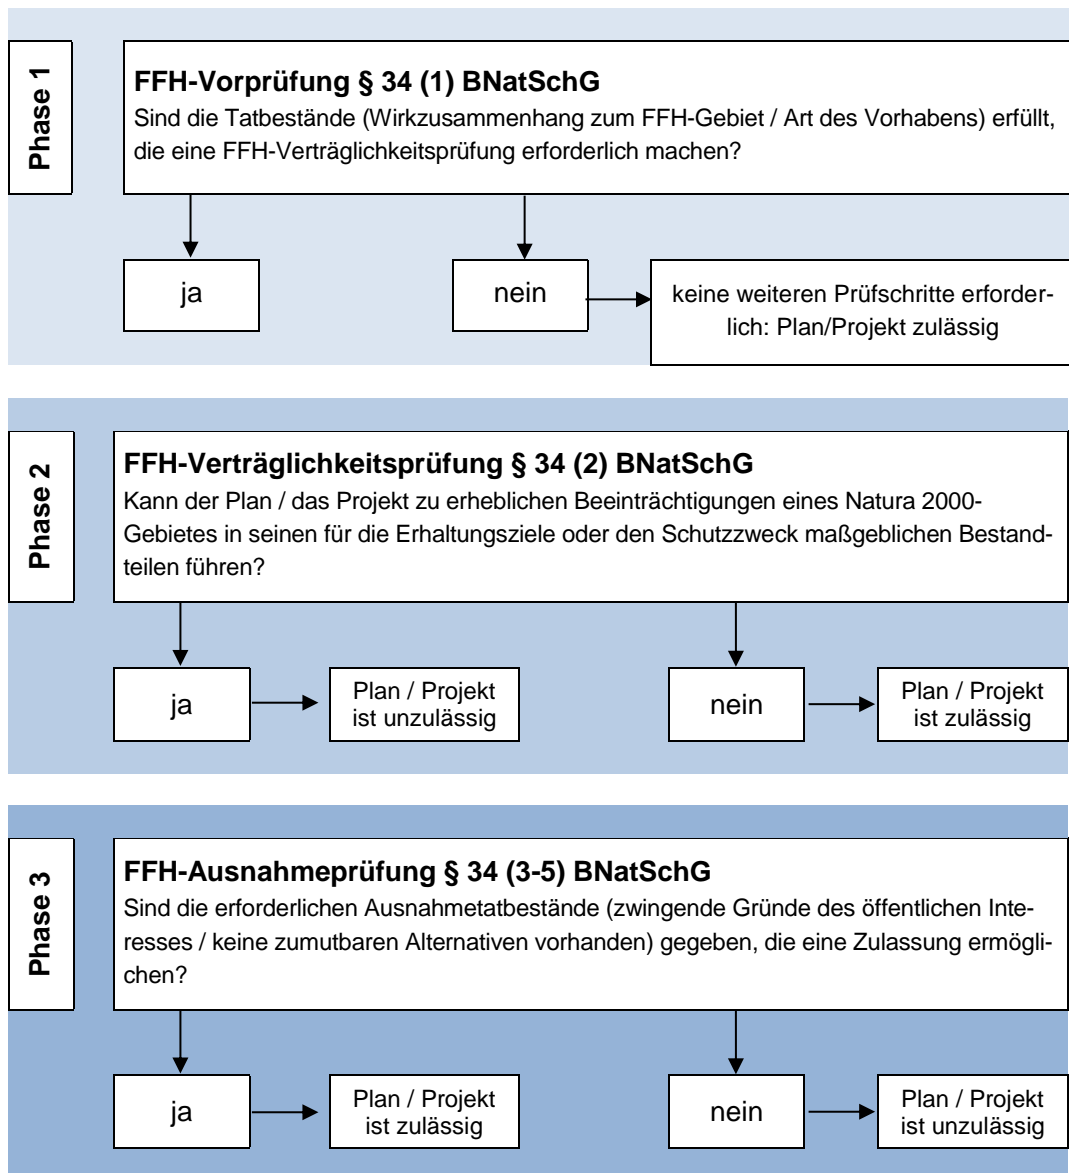 Phase 1
FFH-Vorprüfung § 34 (1) BNatSchG
Sind die Tatbestände (Wirkzusammenhang zum FFH-Gebiet / Art des Vorhabens) erfüllt,
die eine FFH-Verträglichkeitsprüfung erforderlich machen?
ja
nein
keine weiteren Prüfschritte erforder-
lich: Plan/Projekt zulässig
Phase 2
FFH-Verträglichkeitsprüfung § 34 (2) BNatSchG
Kann der Plan / das Projekt zu erheblichen Beeinträchtigungen eines Natura 2000-
Gebietes in seinen für die Erhaltungsziele oder den Schutzzweck maßgeblichen Bestand-
teilen führen?
ja
Plan / Projekt
ist unzulässig
nein
Plan / Projekt
ist zulässig
Phase 3
FFH-Ausnahmeprüfung § 34 (3-5) BNatSchG
Sind die erforderlichen Ausnahmetatbestände (zwingende Gründe des öffentlichen Inte-
resses / keine zumutbaren Alternativen vorhanden) gegeben, die eine Zulassung ermögli-
chen?
ja
Plan / Projekt
ist zulässig
nein
Plan / Projekt
ist unzulässig